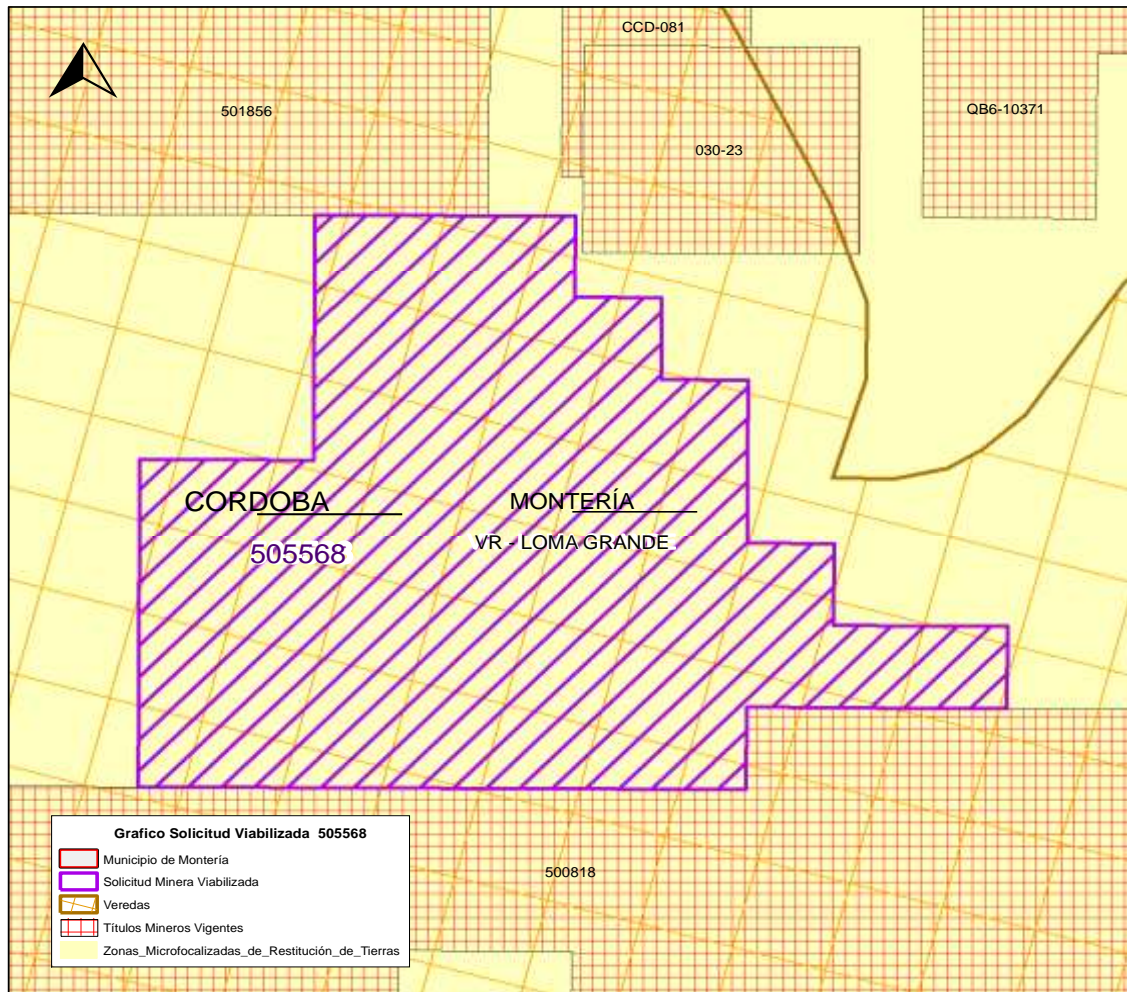 CCD-081
501856
QB6-10371
030-23
CORDOBA
MONTERÍA
505568
VR - LOMA GRANDE
Grafico Solicitud Viabilizada 505568
Municipio de Montería
Solicitud Minera Viabilizada
Veredas
Títulos Mineros Vigentes
Zonas_Microfocalizadas_de_Restitución_de_Tierras
500818